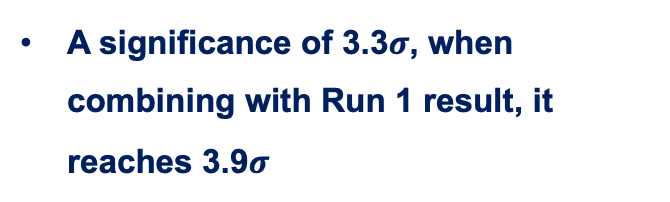 • A significance of 3.3𝜎, when
combining with Run 1 result, it
reaches 3.9𝜎